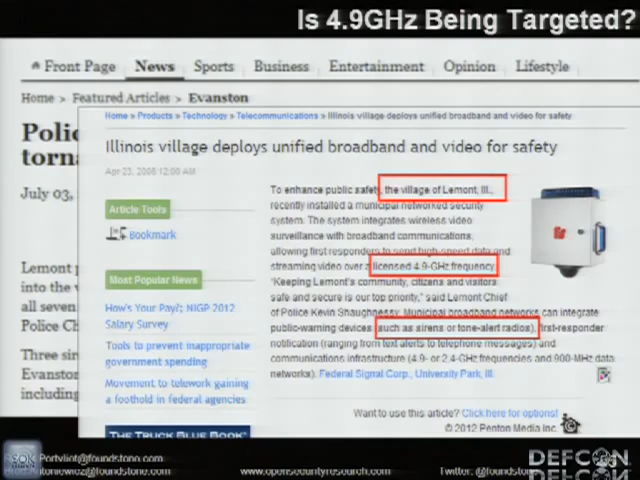 Is 4.9GHz Being Targeted?
Front Page News Sports Business Entertainment Opinion Lifestyle
Home > Featured Articles > Evanston
Home » Products » Technology » Telecommunications » Illinois village deploys unified broadband and video for safety
Illinois village deploys unified broadband and video for safety
Apr 23, 2008 12:00 AM
July 03,
Lemont p
into the
all seven
Police Ch
Three sin
Evanston
including
Article Tools
Bookmark
Most Popular News
How's Your Pay?: NIGP 2012
Salary Survey
Tools to prevent inappropriate
government spending
Movement to telework gaining
a foothold in federal agencies
THE TRUCK BLUE BOOK
To enhance public safety, the village of Lemont, Ill.,
recently installed a municipal networked security
system. The system integrates wireless video
surveillance with broadband communications,
allowing first responders to send high-speed data and
streaming video over a licensed 4.9-GHz frequency.
"Keeping Lemont's community, citizens and visitors
safe and secure is our top priority," said Lemont Chief
of Police Kevin Shaughnessy. Municipal broadband networks can integrate
public-warning devices (such as sirens or tone-alert radios), first-responder
notification (ranging from text alerts to telephone messages) and
communications infrastructure (4.9- or 2.4-GHz frequencies and 900-MHz data
networks). Federal Signal Corp., University Park, Ill.
Want to use this article? Click here for options!
© 2012 Penton Media Inc.
www.opensecurityresearch.com
Twitter: @foundstone
DEFCON